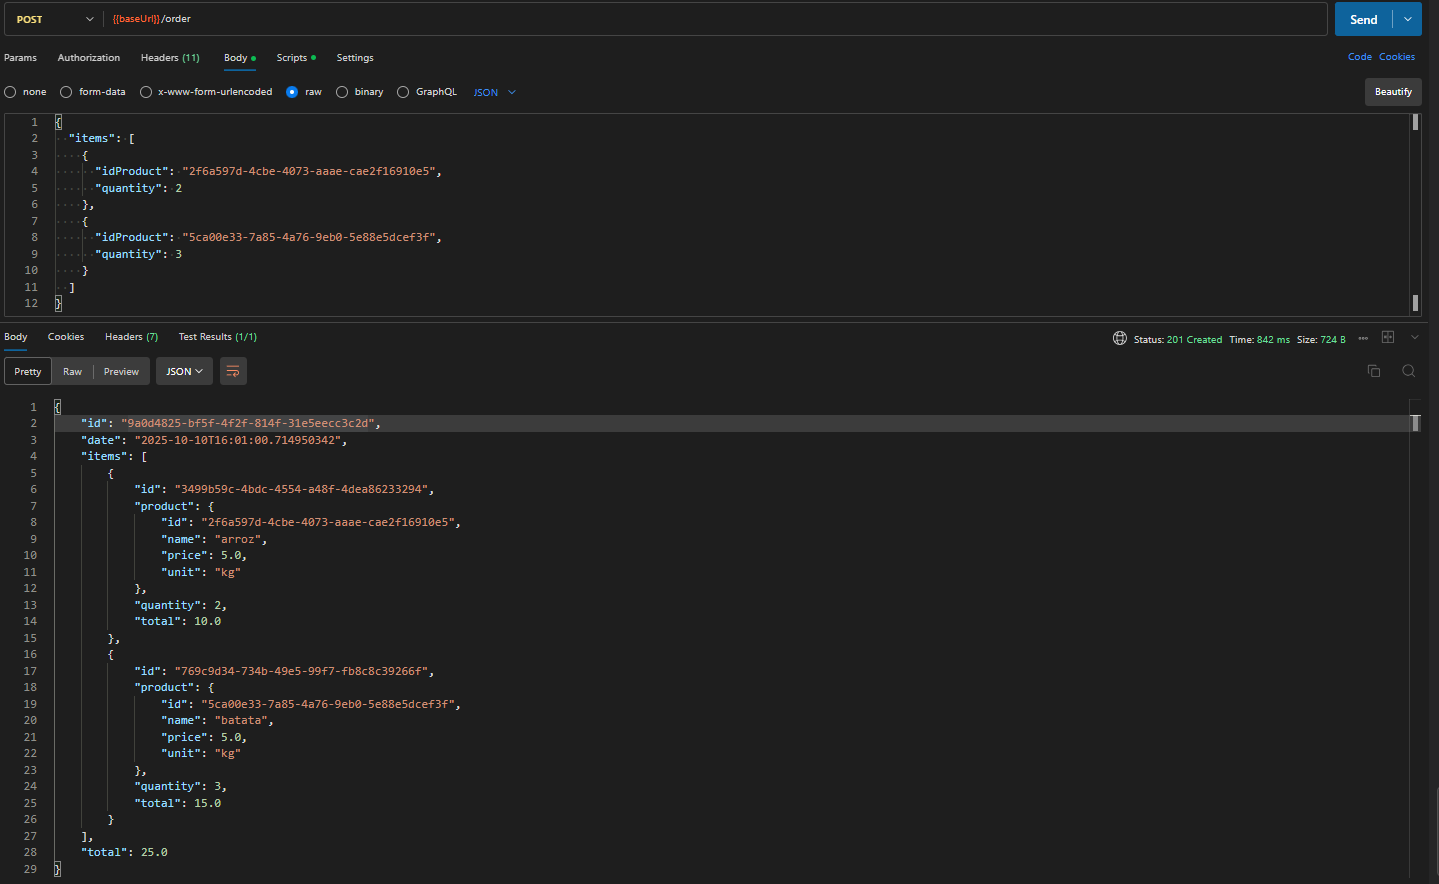 POST {{baseUrl}}/order Send
Params Authorization Headers (11) Body Scripts Settings Code Cookies
none form-data x-www-form-urlencoded raw binary GraphQL JSON Beautify
1 {
2 "items": [
3 {
4 "idProduct": "2f6a597d-4cbe-4073-aaae-cae2f16910e5",
5 "quantity": 2
6 },
7 {
8 "idProduct": "5ca00e33-7a85-4a76-9eb0-5e88e5dcef3f",
9 "quantity": 3
10 }
11 ]
12 }
Body Cookies Headers (7) Test Results (1/1) Status: 201 Created Time: 842 ms Size: 724 B
Pretty Raw Preview JSON
1 {
2 "id": "9a0d4825-bf5f-4f2f-814f-31e5eecc3c2d",
3 "date": "2025-10-10T16:01:00.714950342",
4 "items": [
5 {
6 "id": "3499b59c-4bdc-4554-a48f-4dea86233294",
7 "product": {
8 "id": "2f6a597d-4cbe-4073-aaae-cae2f16910e5",
9 "name": "arroz",
10 "price": 5.0,
11 "unit": "kg"
12 },
13 "quantity": 2,
14 "total": 10.0
15 },
16 {
17 "id": "769c9d34-734b-49e5-99f7-fb8c8c39266f",
18 "product": {
19 "id": "5ca00e33-7a85-4a76-9eb0-5e88e5dcef3f",
20 "name": "batata",
21 "price": 5.0,
22 "unit": "kg"
23 },
24 "quantity": 3,
25 "total": 15.0
26 }
27 ],
28 "total": 25.0
29 }